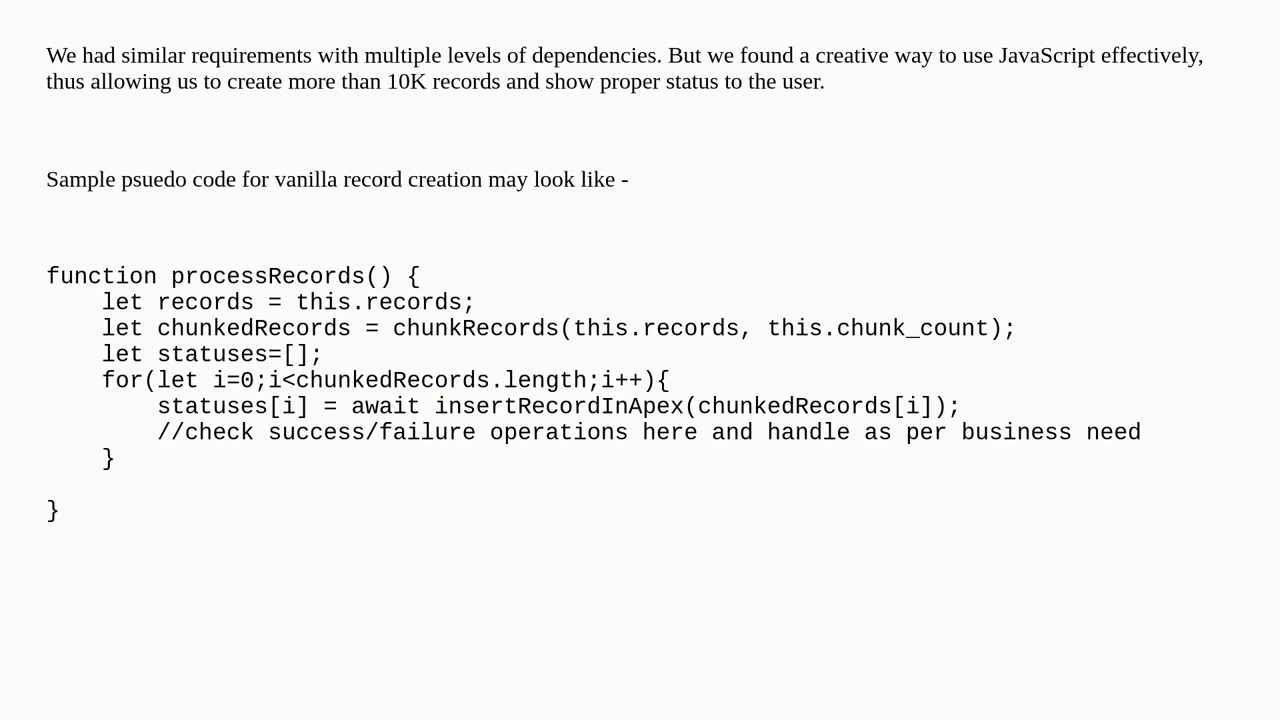 We had similar requirements with multiple levels of dependencies. But we found a creative way to use JavaScript effectively,
thus allowing us to create more than 10K records and show proper status to the user.
Sample psuedo code for vanilla record creation may look like -
function processRecords() {
    let records = this.records;
    let chunkedRecords = chunkRecords(this.records, this.chunk_count);
    let statuses=[];
    for(let i=0;i<chunkedRecords.length;i++){
        statuses[i] = await insertRecordInApex(chunkedRecords[i]);
        //check success/failure operations here and handle as per business need
    }
}